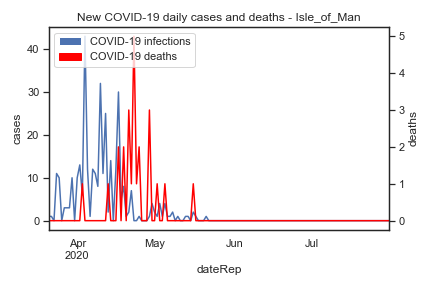 New COVID-19 daily cases and deaths - Isle_of_Man
COVID-19 infections
COVID-19 deaths
40
30
20
10
0
cases
5
4
3
2
1
0
deaths
Apr
2020
May
Jun
Jul
dateRep